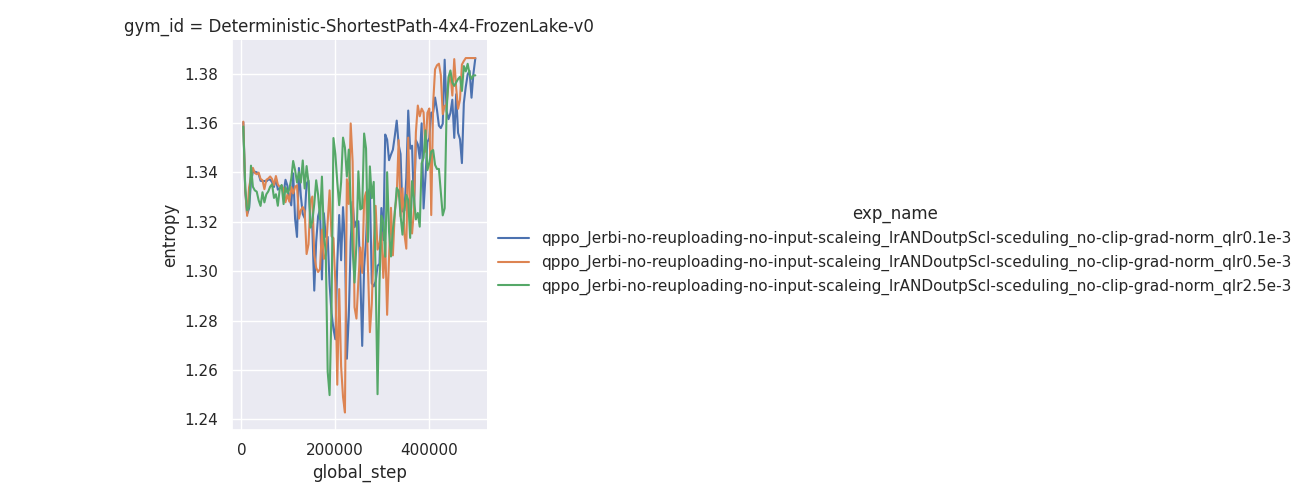 gym_id = Deterministic-ShortestPath-4x4-FrozenLake-v0
1.38
1.36
1.34
1.32
1.30
1.28
1.26
1.24
entropy
0
200000
400000
global_step
exp_name
qppo_Jerbi-no-reuploading-no-input-scaleing_lrANDoutpScl-sceduling_no-clip-grad-norm_qlr0.1e-3
qppo_Jerbi-no-reuploading-no-input-scaleing_lrANDoutpScl-sceduling_no-clip-grad-norm_qlr0.5e-3
qppo_Jerbi-no-reuploading-no-input-scaleing_lrANDoutpScl-sceduling_no-clip-grad-norm_qlr2.5e-3